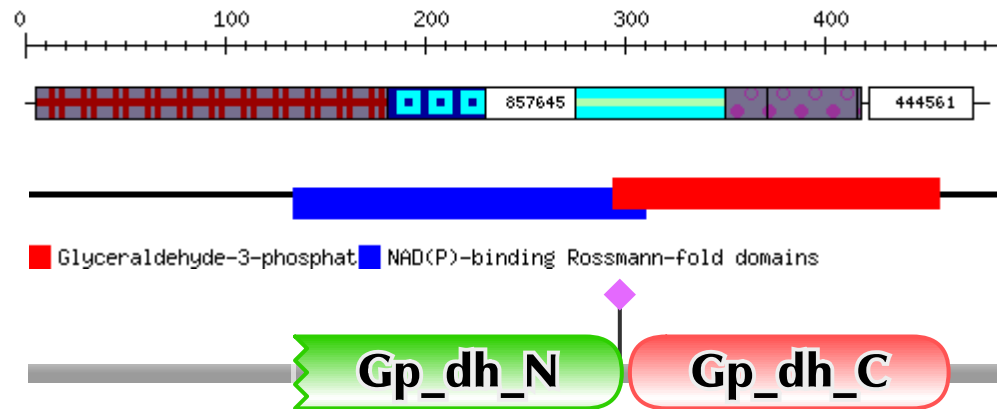 0 100 200 300 400
857645 444561
Glyceraldehyde-3-phosphat NAD(P)-binding Rossmann-fold domains
Gp_dh_N Gp_dh_C